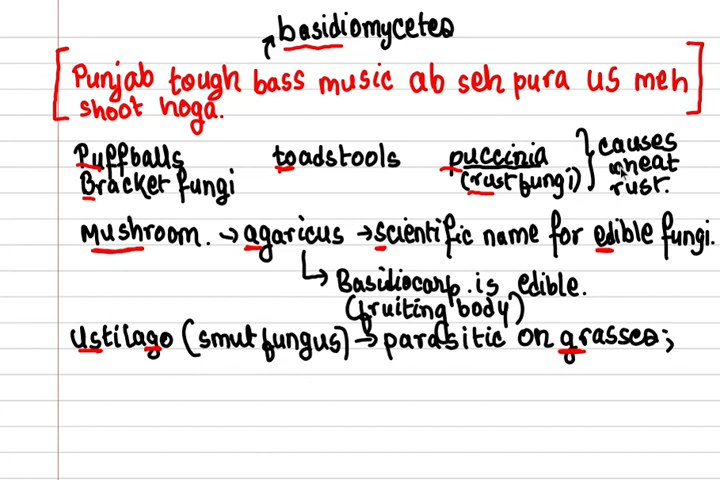 basidiomycetes
[Punjab tough bass music ab seh pura us meh
shoot hoga.]
Puffballs toadstools puccinia } causes
Bracket fungi (rust fungi) wheat
rust.
Mushroom. → agaricus → scientific name for edible fungi.
↳ Basidiocarp. is edible.
(fruiting body)
Ustilago (smut fungus) → parasitic on grasses;